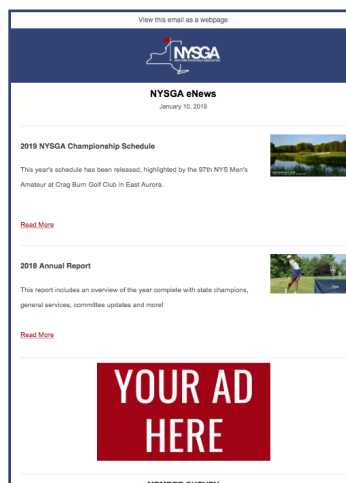 View this email as a webpage
NYSGA
NYSGA eNews
January 10, 2019
2019 NYSGA Championship Schedule
This year's schedule has been released, highlighted by the 97th NYS Men's
Amateur at Crag Burn Golf Club in East Aurora.
Read More
2018 Annual Report
This report includes an overview of the year complete with state champions,
general services, committee updates and more!
Read More
YOUR AD
HERE